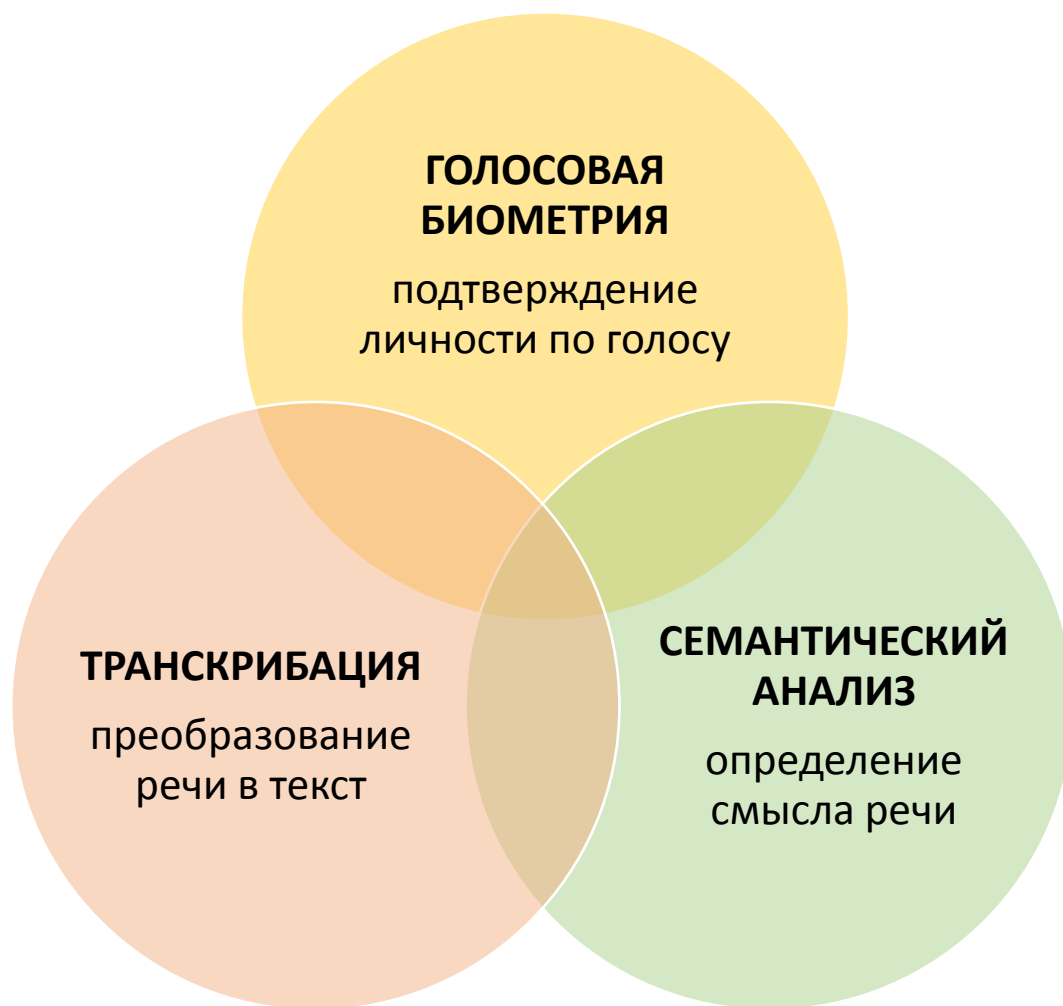 ГОЛОСОВАЯ
БИОМЕТРИЯ
подтверждение
личности по голосу
ТРАНСКРИБАЦИЯ
преобразование
речи в текст
СЕМАНТИЧЕСКИЙ
АНАЛИЗ
определение
смысла речи